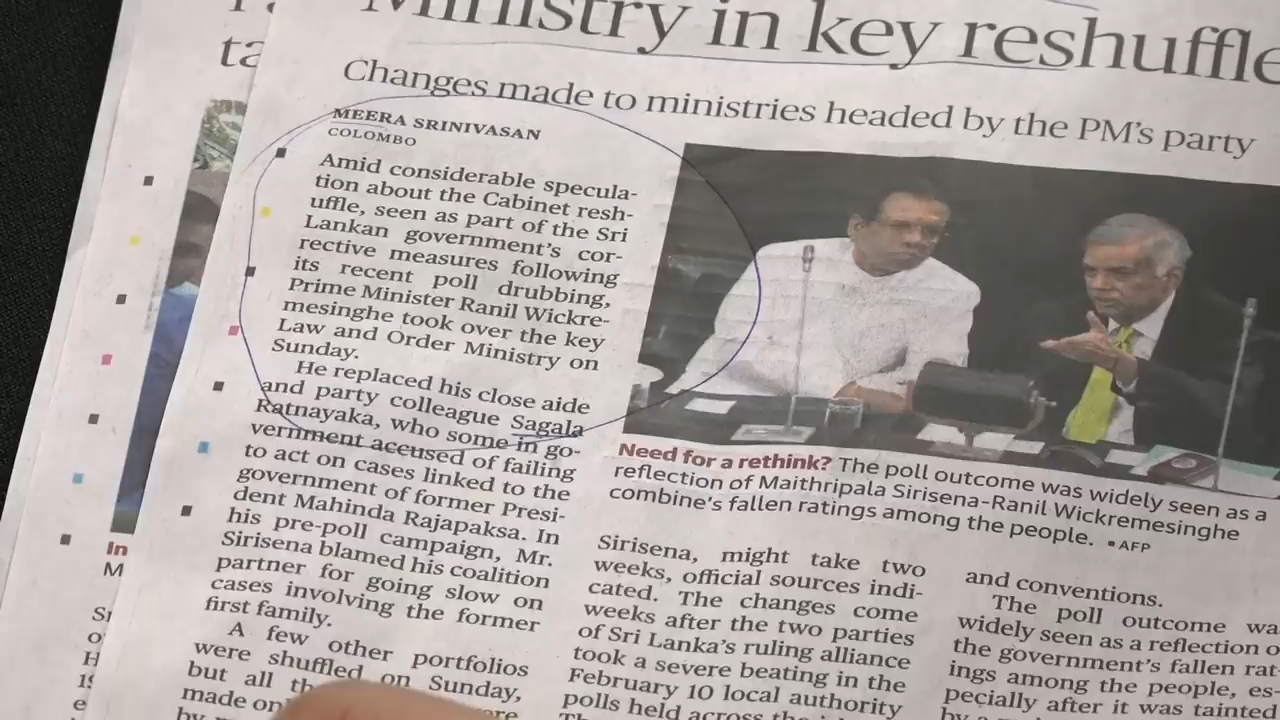 Ministry in key reshuffle
Changes made to ministries headed by the PM's party
MEERA SRINIVASAN
COLOMBO
Amid considerable specula-
tion about the Cabinet resh-
uffle, seen as part of the Sri
Lankan government's cor-
rective measures following
its recent poll drubbing,
Prime Minister Ranil Wickre-
mesinghe took over the key
Law and Order Ministry on
Sunday.
He replaced his close aide
and party colleague Sagala
Ratnayaka, who some in go-
vernment accused of failing
to act on cases linked to the
government of former Presi-
dent Mahinda Rajapaksa. In
his pre-poll campaign, Mr.
Sirisena blamed his coalition
partner for going slow on
cases involving the former
first family.
A few other portfolios
were shuffled on Sunday,
but all
made
Need for a rethink? The poll outcome was widely seen as a
reflection of Maithripala Sirisena-Ranil Wickremesinghe
combine's fallen ratings among the people. ▪ AFP
Sirisena, might take two
weeks, official sources indi-
cated. The changes come
weeks after the two parties
of Sri Lanka's ruling alliance
took a severe beating in the
February 10 local authority
polls held across the
and conventions.
The poll outcome
widely seen as a reflection
the government's fallen rat-
ings among the people, es-
pecially after it was tainted
ta
In
M